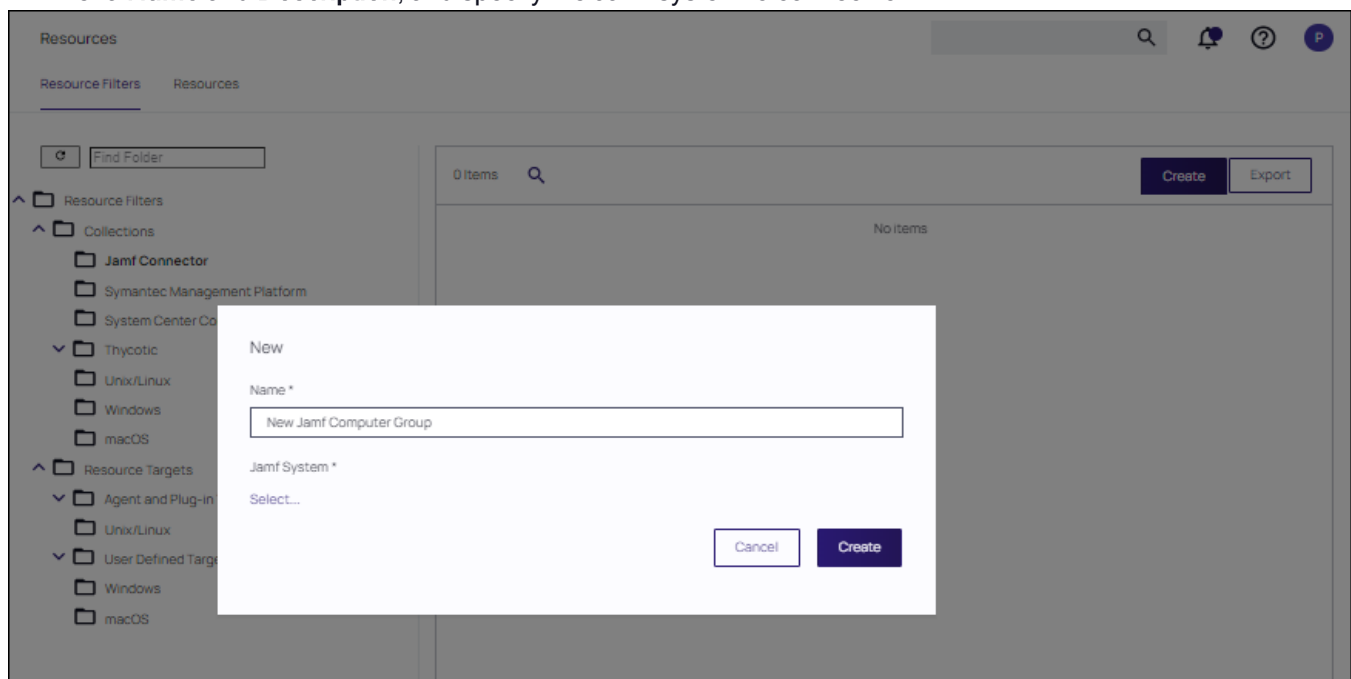 Resources
P
Resource Filters Resources
Find Folder
0 Items
Create Export
Resource Filters
Collections
No items
Jamf Connector
Symantec Management Platform
System Center Co
Thycotic
Unix/Linux
Windows
macOS
Resource Targets
Agent and Plug-in
Unix/Linux
User Defined Targe
Windows
macOS
New
Name *
New Jamf Computer Group
Jamf System *
Select...
Cancel Create